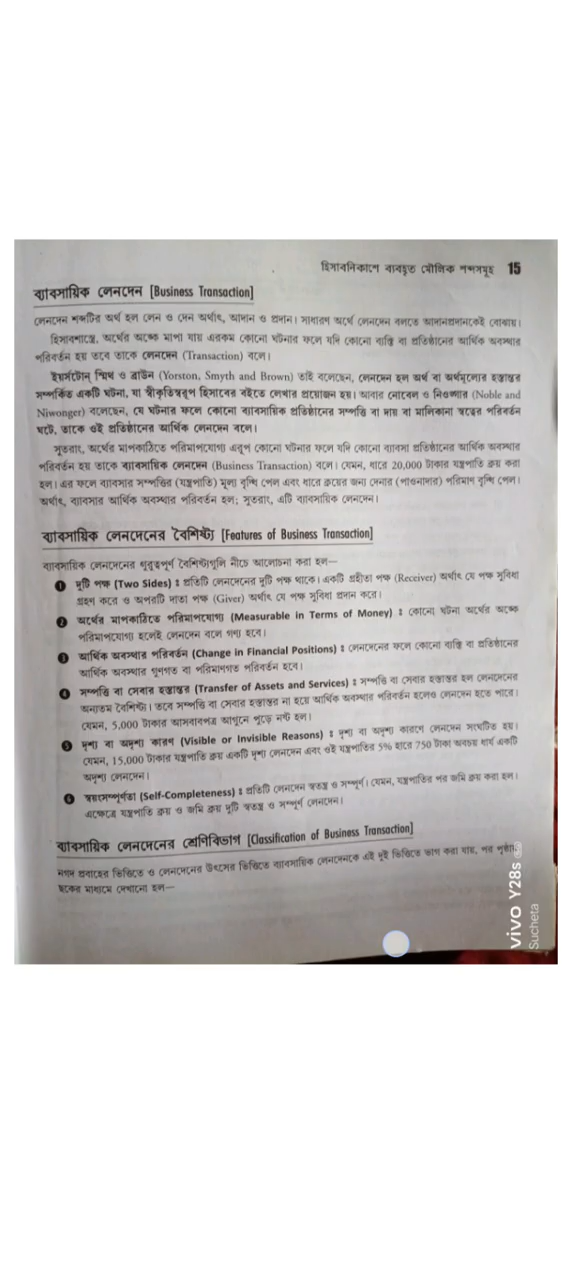 হিসাবনিকাশে ব্যবহৃত মৌলিক শব্দসমূহ 15
ব্যাবসায়িক লেনদেন [Business Transaction]
লেনদেন শব্দটির অর্থ হল লেন ও দেন অর্থাৎ, আদান ও প্রদান। সাধারণ অর্থে লেনদেন বলতে আদানপ্রদানকেই বোঝায়।
হিসাবশাস্ত্রে, অর্থের অঙ্কে মাপা যায় এরকম কোনো ঘটনার ফলে যদি কোনো ব্যক্তি বা প্রতিষ্ঠানের আর্থিক অবস্থার
পরিবর্তন হয় তবে তাকে লেনদেন (Transaction) বলে।
ইয়র্সটোন্ স্মিথ ও ব্রাউন (Yorston, Smyth and Brown) তাই বলেছেন, লেনদেন হল অর্থ বা অর্থমূল্যের হস্তান্তর
সম্পর্কিত একটি ঘটনা, যা স্বীকৃতিস্বরূপ হিসাবের বইতে লেখার প্রয়োজন হয়। আবার নোবেল ও নিওঙ্গার (Noble and
Niwonger) বলেছেন, যে ঘটনার ফলে কোনো ব্যাবসায়িক প্রতিষ্ঠানের সম্পত্তি বা দায় বা মালিকানা স্বত্বের পরিবর্তন
ঘটে, তাকে ওই প্রতিষ্ঠানের আর্থিক লেনদেন বলে।
সুতরাং, অর্থের মাপকাঠিতে পরিমাপযোগ্য এরূপ কোনো ঘটনার ফলে যদি কোনো ব্যাবসা প্রতিষ্ঠানের আর্থিক অবস্থার
পরিবর্তন হয় তাকে ব্যাবসায়িক লেনদেন (Business Transaction) বলে। যেমন, ধারে 20,000 টাকার যন্ত্রপাতি ক্রয় করা
হল। এর ফলে ব্যাবসার সম্পত্তির (যন্ত্রপাতি) মূল্য বৃদ্ধি পেল এবং ধারে ক্রয়ের জন্য দেনার (পাওনাদার) পরিমাণ বৃদ্ধি পেল।
অর্থাৎ, ব্যাবসার আর্থিক অবস্থার পরিবর্তন হল; সুতরাং, এটি ব্যাবসায়িক লেনদেন।
ব্যাবসায়িক লেনদেনের বৈশিষ্ট্য [Features of Business Transaction]
ব্যাবসায়িক লেনদেনের গুরুত্বপূর্ণ বৈশিষ্ট্যগুলি নীচে আলোচনা করা হল—
❶ দুটি পক্ষ (Two Sides) : প্রতিটি লেনদেনের দুটি পক্ষ থাকে। একটি গ্রহীতা পক্ষ (Receiver) অর্থাৎ যে পক্ষ সুবিধা
গ্রহণ করে ও অপরটি দাতা পক্ষ (Giver) অর্থাৎ যে পক্ষ সুবিধা প্রদান করে।
❷ অর্থের মাপকাঠিতে পরিমাপযোগ্য (Measurable in Terms of Money) : কোনো ঘটনা অর্থের অঙ্কে
পরিমাপযোগ্য হলেই লেনদেন বলে গণ্য হবে।
❸ আর্থিক অবস্থার পরিবর্তন (Change in Financial Positions) : লেনদেনের ফলে কোনো ব্যক্তি বা প্রতিষ্ঠানের
আর্থিক অবস্থার গুণগত বা পরিমাণগত পরিবর্তন হবে।
❹ সম্পত্তি বা সেবার হস্তান্তর (Transfer of Assets and Services) : সম্পত্তি বা সেবার হস্তান্তর হল লেনদেনের
অন্যতম বৈশিষ্ট্য। তবে সম্পত্তি বা সেবার হস্তান্তর না হয়ে আর্থিক অবস্থার পরিবর্তন হলেও লেনদেন হতে পারে।
যেমন, 5,000 টাকার আসবাবপত্র আগুনে পুড়ে নষ্ট হল।
❺ দৃশ্য বা অদৃশ্য কারণ (Visible or Invisible Reasons) : দৃশ্য বা অদৃশ্য কারণে লেনদেন সংঘটিত হয়।
যেমন, 15,000 টাকার যন্ত্রপাতি ক্রয় একটি দৃশ্য লেনদেন এবং ওই যন্ত্রপাতির 5% হারে 750 টাকা অবচয় ধার্য একটি
অদৃশ্য লেনদেন।
❻ স্বয়ংসম্পূর্ণতা (Self-Completeness) : প্রতিটি লেনদেন স্বতন্ত্র ও সম্পূর্ণ। যেমন, যন্ত্রপাতির পর জমি ক্রয় করা হল।
এক্ষেত্রে যন্ত্রপাতি ক্রয় ও জমি ক্রয় দুটি স্বতন্ত্র ও সম্পূর্ণ লেনদেন।
ব্যাবসায়িক লেনদেনের শ্রেণিবিভাগ [Classification of Business Transaction]
নগদ প্রবাহের ভিত্তিতে ও লেনদেনের উৎসের ভিত্তিতে ব্যাবসায়িক লেনদেনকে এই দুই ভিত্তিতে ভাগ করা যায়, পর পৃষ্ঠায়
ছকের মাধ্যমে দেখানো হল—
vivo Y28s
Sucheta